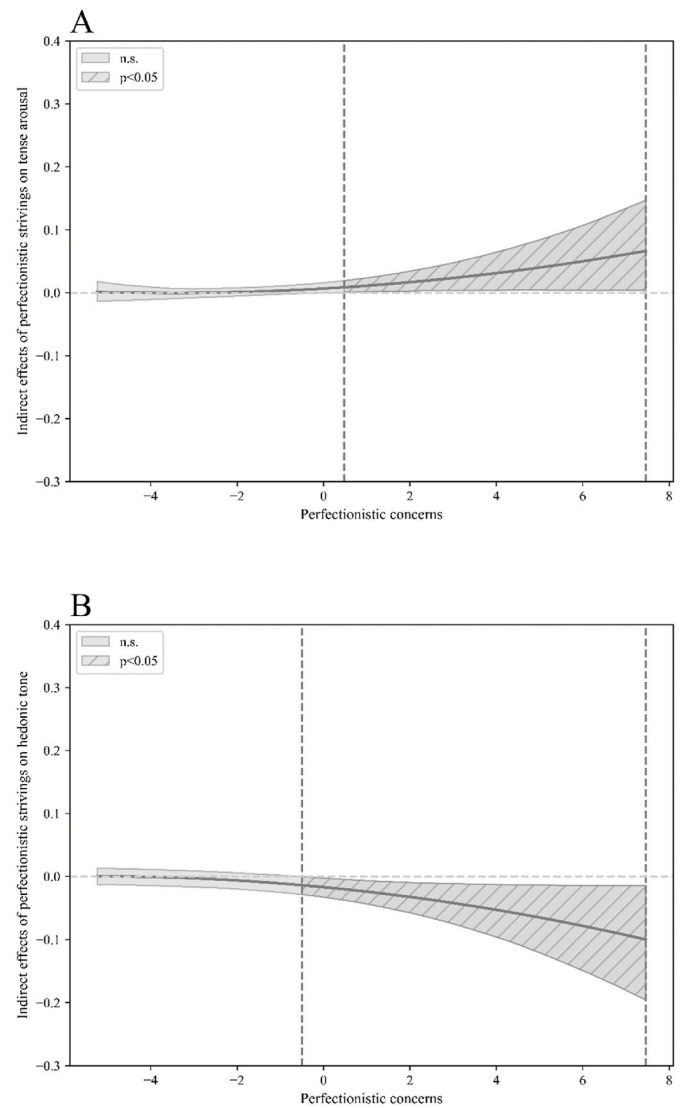 A
Indirect effects of perfectionistic strivings on tense arousal
0.4
0.3
0.2
0.1
0.0
−0.1
−0.2
−0.3
n.s.
p<0.05
−4 −2 0 2 4 6 8
Perfectionistic concerns
B
Indirect effects of perfectionistic strivings on hedonic tone
0.4
0.3
0.2
0.1
0.0
−0.1
−0.2
−0.3
n.s.
p<0.05
−4 −2 0 2 4 6 8
Perfectionistic concerns